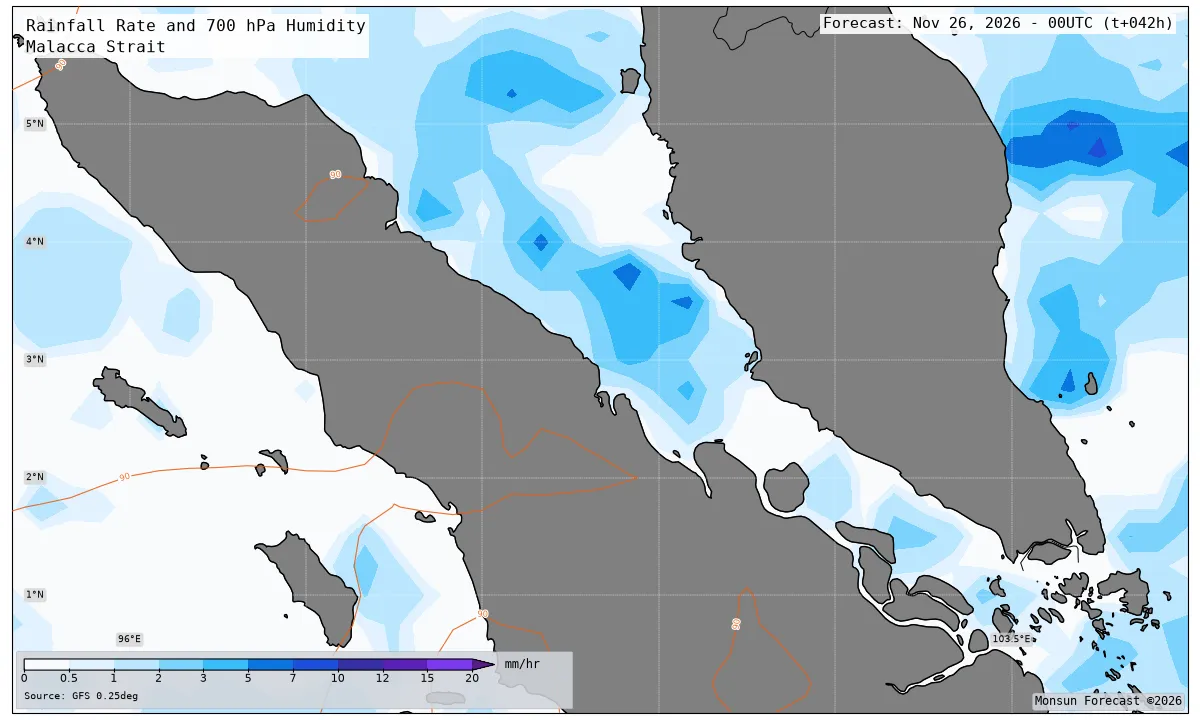 Rainfall Rate and 700 hPa Humidity
Malacca Strait
Forecast: Nov 26, 2026 - 00UTC (t+042h)
90
5°N
90
4°N
3°N
2°N
90
1°N
90
90
96°E
103.5°E
mm/hr
0 0.5 1 2 3 5 7 10 12 15 20
Source: GFS 0.25deg
Monsun Forecast ©2026